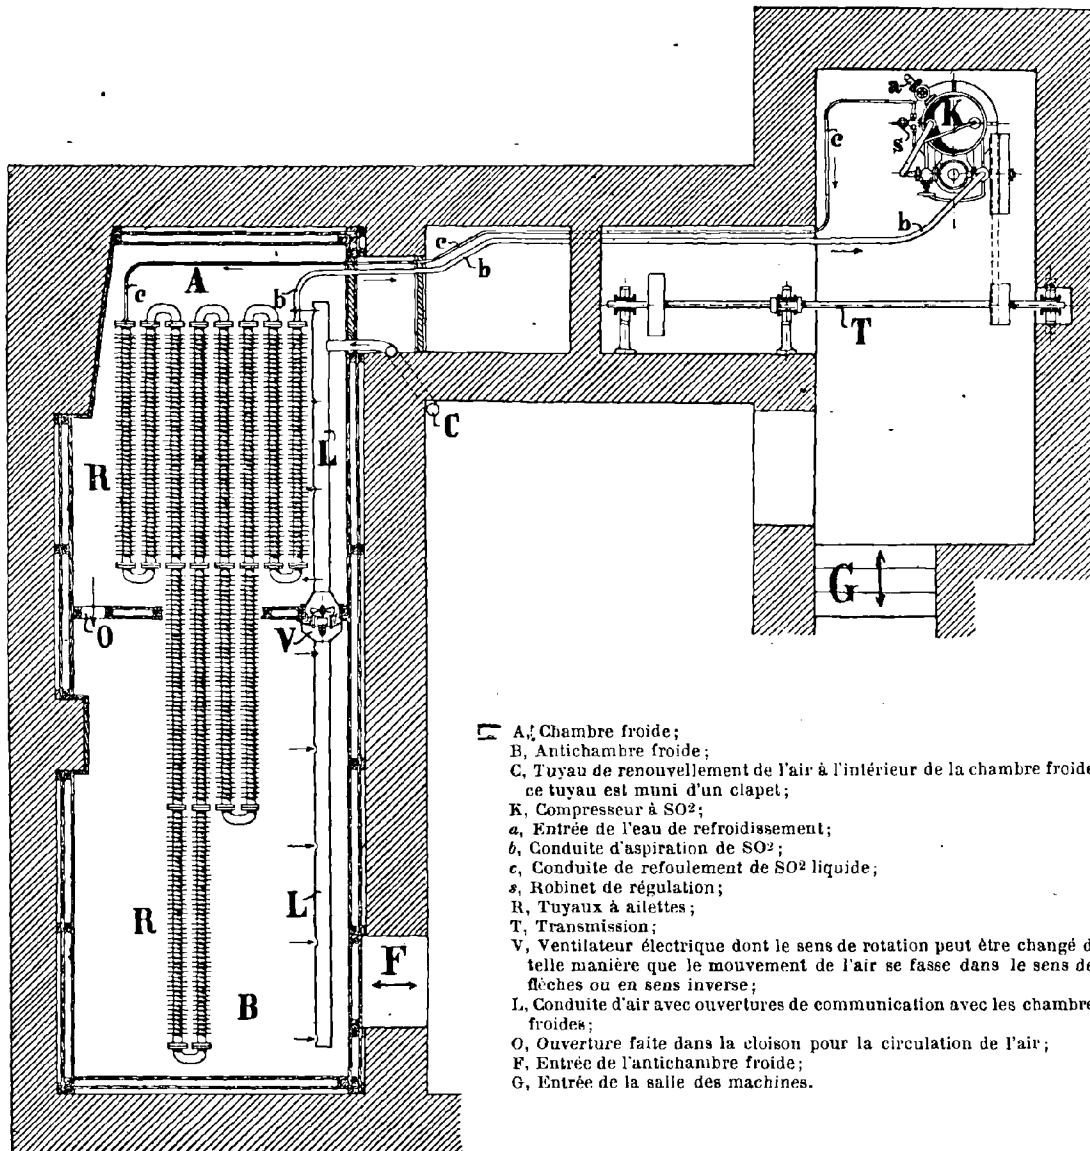 a
K
c
s
b
c
b
A
c
b
T
C
R
L
G
O
V
A, Chambre froide;
B, Antichambre froide;
C, Tuyau de renouvellement de l'air à l'intérieur de la chambre froide
ce tuyau est muni d'un clapet;
K, Compresseur à SO²;
a, Entrée de l'eau de refroidissement;
b, Conduite d'aspiration de SO²;
c, Conduite de refoulement de SO² liquide;
s, Robinet de régulation;
R, Tuyaux à ailettes;
T, Transmission;
V, Ventilateur électrique dont le sens de rotation peut être changé d
telle manière que le mouvement de l'air se fasse dans le sens de
flèches ou en sens inverse;
L, Conduite d'air avec ouvertures de communication avec les chambre
froides;
O, Ouverture faite dans la cloison pour la circulation de l'air;
F, Entrée de l'antichambre froide;
G, Entrée de la salle des machines.
L
R
F
B